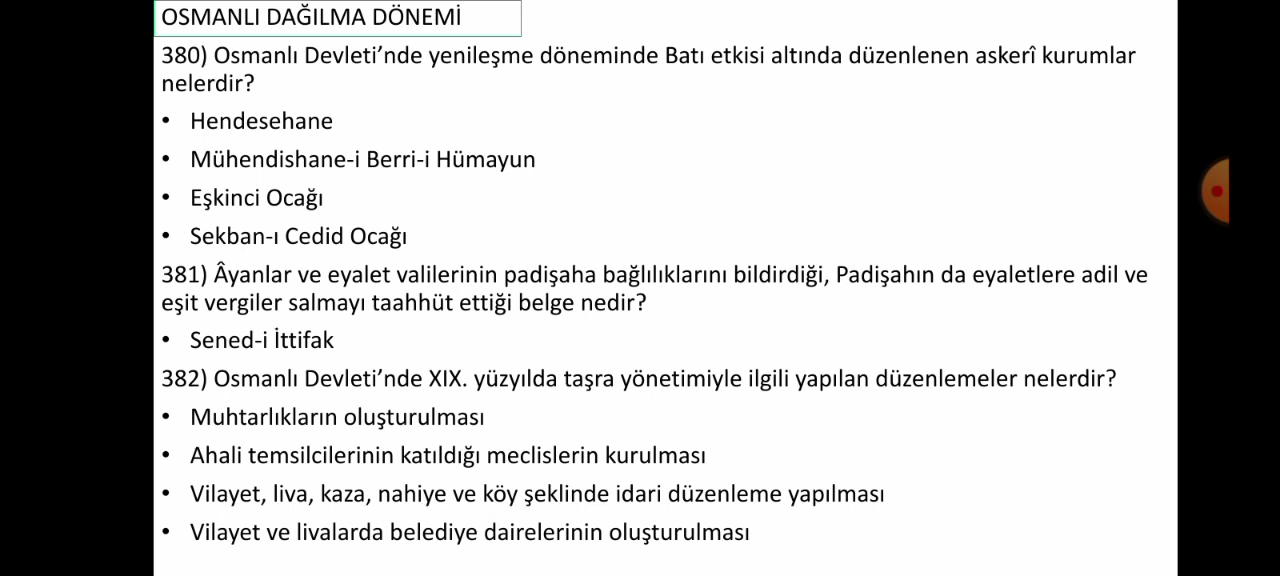 OSMANLI DAĞILMA DÖNEMİ
380) Osmanlı Devleti’nde yenileşme döneminde Batı etkisi altında düzenlenen askerî kurumlar
nelerdir?
• Hendesehane
• Mühendishane-i Berri-i Hümayun
• Eşkinci Ocağı
• Sekban-ı Cedid Ocağı
381) Âyanlar ve eyalet valilerinin padişaha bağlılıklarını bildirdiği, Padişahın da eyaletlere adil ve
eşit vergiler salmayı taahhüt ettiği belge nedir?
• Sened-i İttifak
382) Osmanlı Devleti’nde XIX. yüzyılda taşra yönetimiyle ilgili yapılan düzenlemeler nelerdir?
• Muhtarlıkların oluşturulması
• Ahali temsilcilerinin katıldığı meclislerin kurulması
• Vilayet, liva, kaza, nahiye ve köy şeklinde idari düzenleme yapılması
• Vilayet ve livalarda belediye dairelerinin oluşturulması